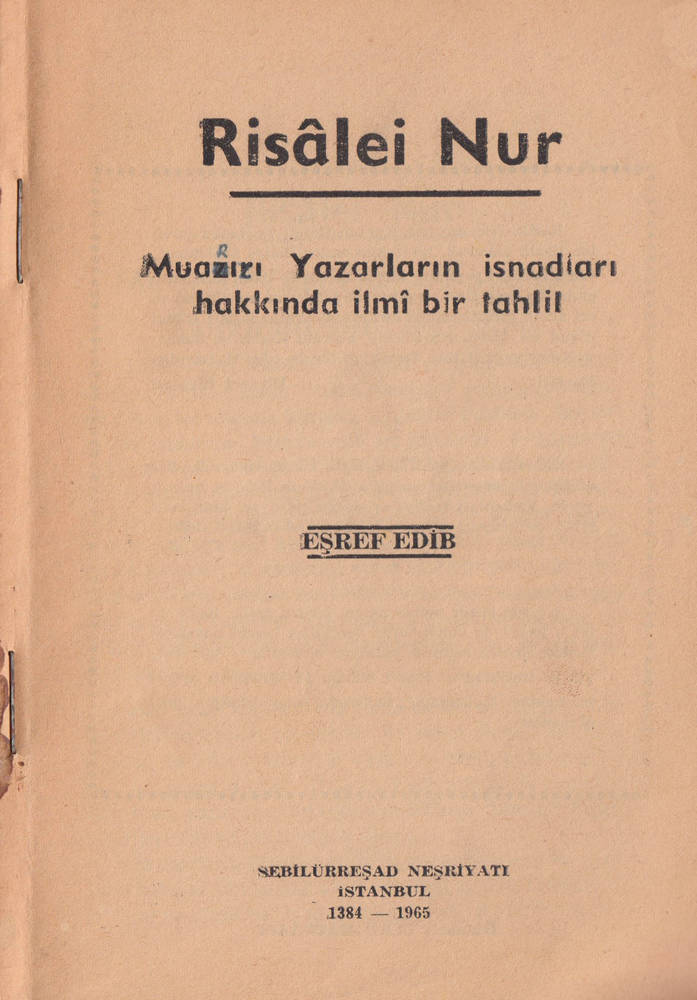 Risâlei Nur
Muarızı Yazarların isnadları
hakkında ilmî bir tahlil
EŞREF EDİB
SEBİLÜRREŞAD NEŞRİYATI
İSTANBUL
1384 — 1965